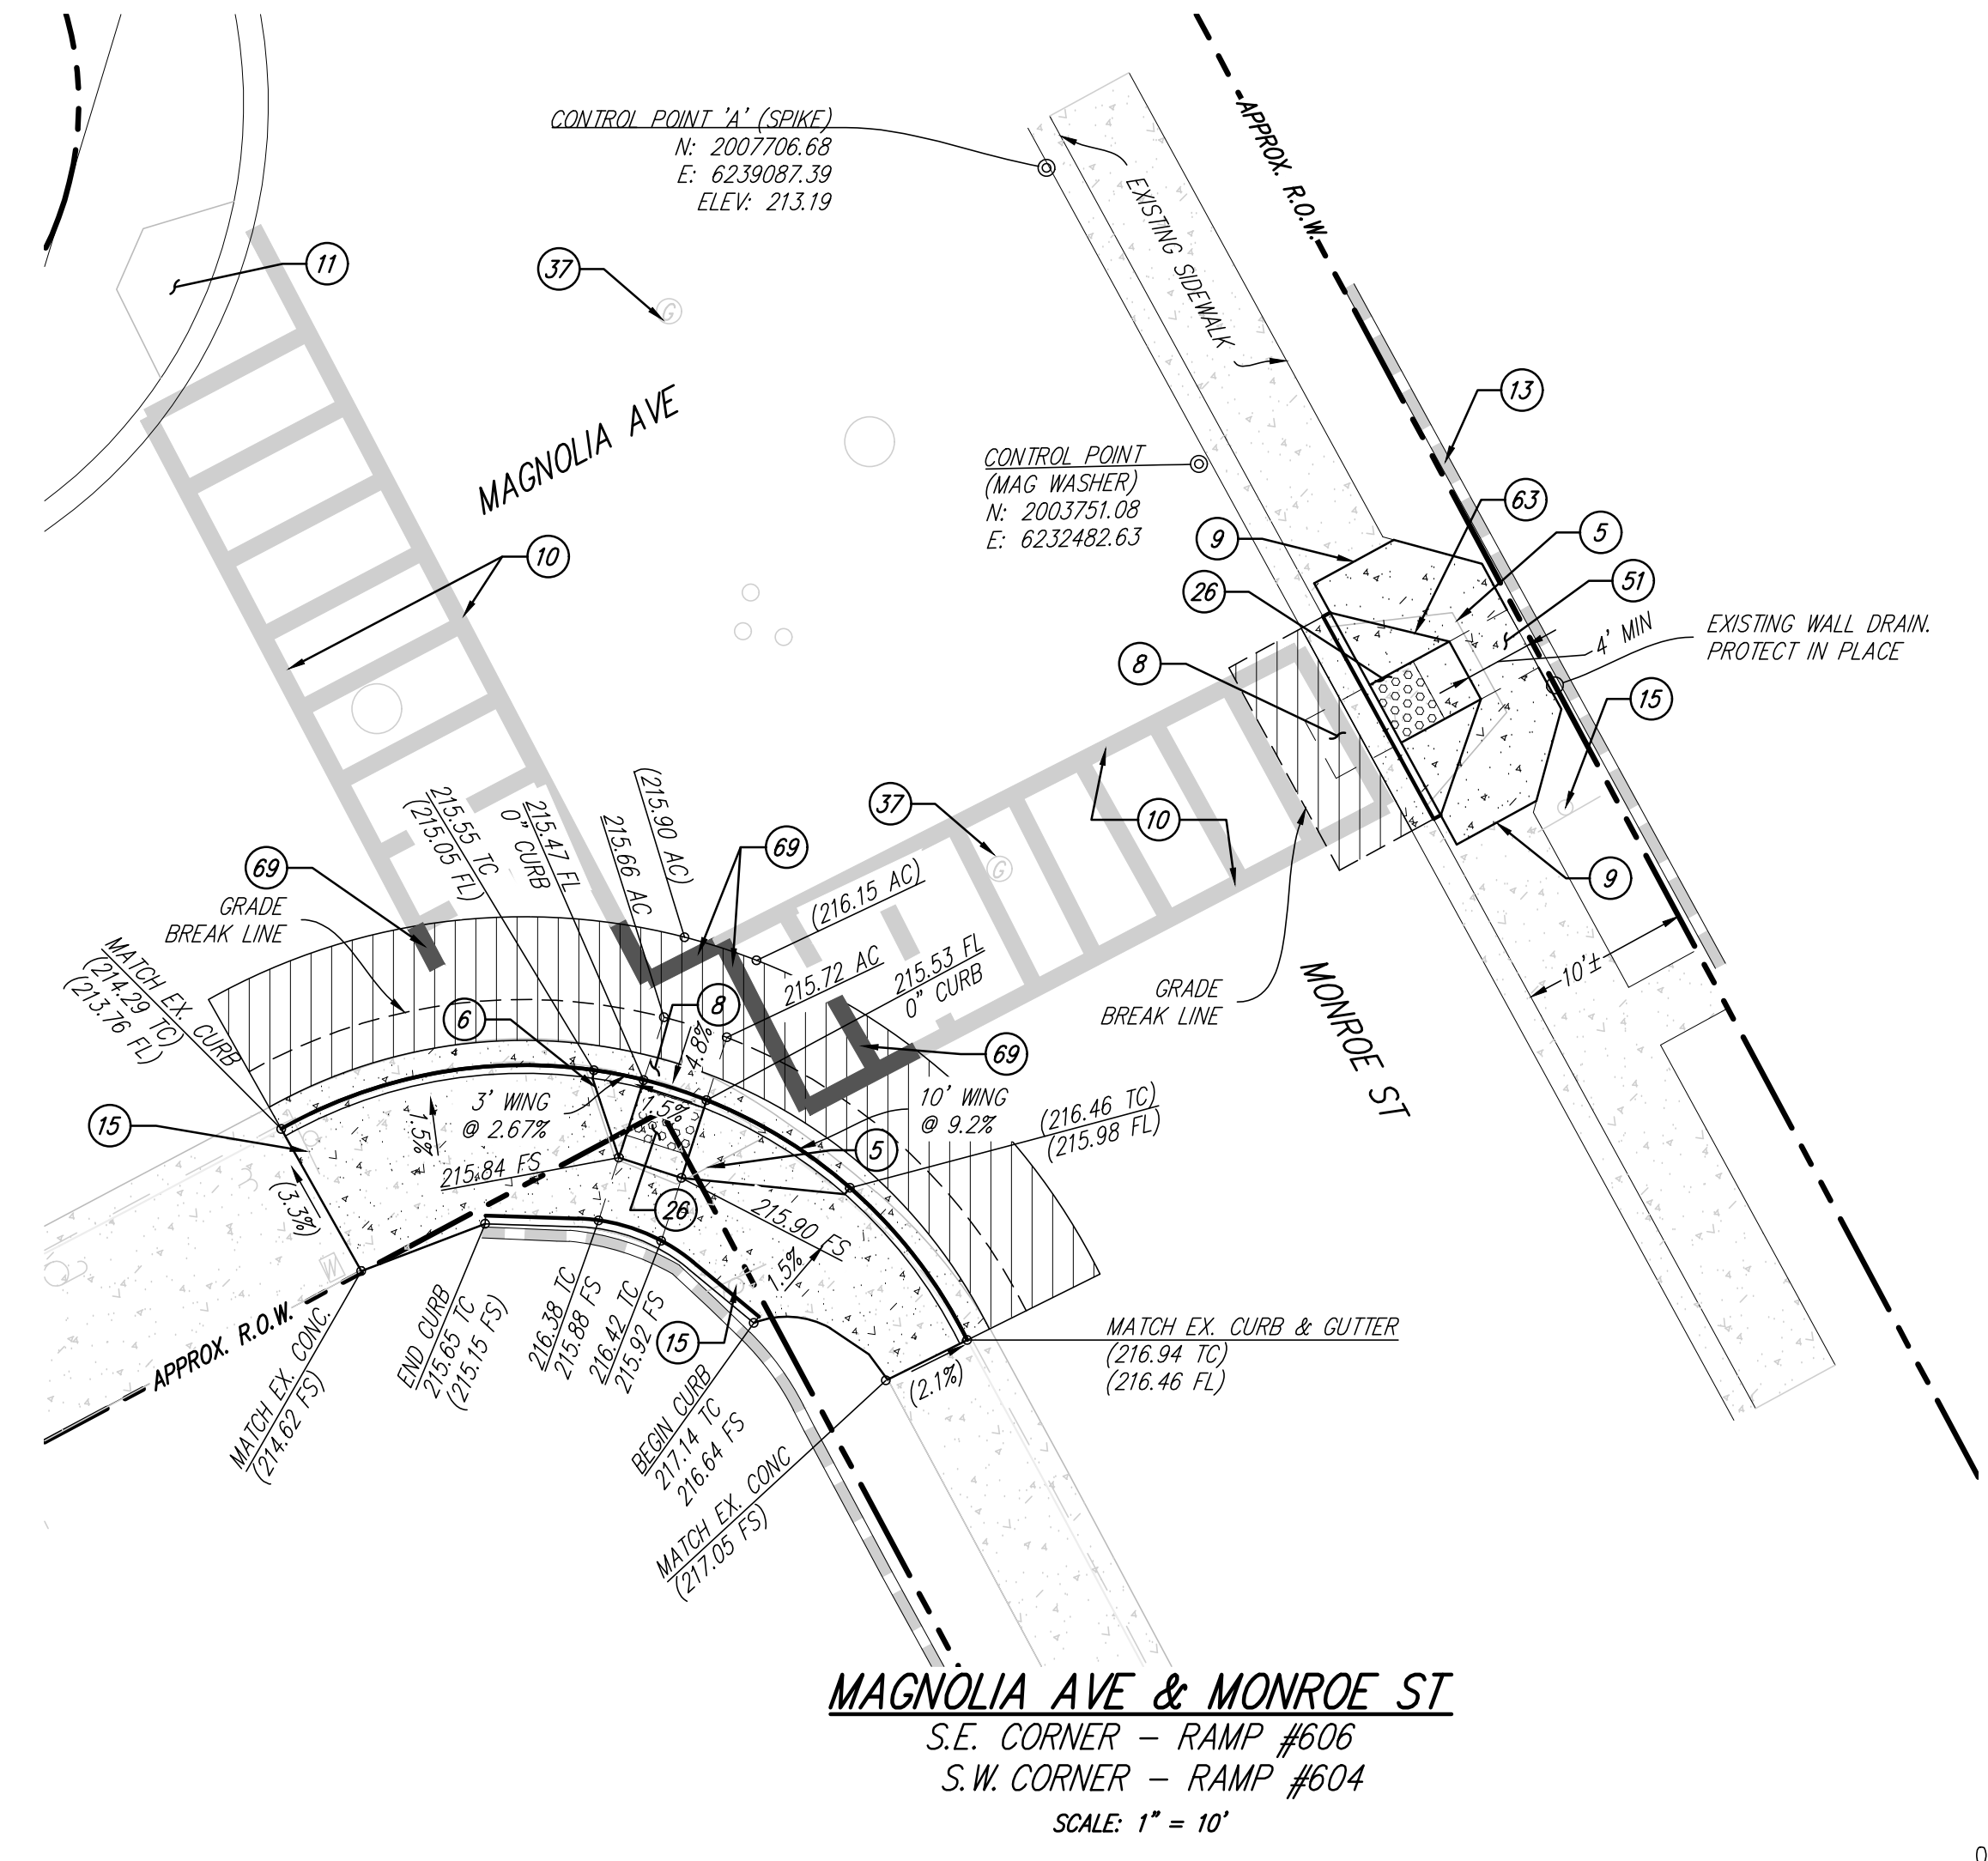 CONTROL POINT 'A' (SPIKE)
N: 2007706.68
E: 6239087.39
ELEV: 213.19
APPROX. R.O.W.
EXISTING SIDEWALK
11
37
G
13
MAGNOLIA AVE
CONTROL POINT
(MAG WASHER)
N: 2003751.08
E: 6232482.63
63
9
5
10
26
51
4' MIN
EXISTING WALL DRAIN.
PROTECT IN PLACE
8
15
(215.90 AC)
215.55 TC
(215.05 FL)
215.47 FL
0" CURB
215.66 AC
37
G
10
69
69
9
(216.15 AC)
GRADE
BREAK LINE
MATCH EX. CURB
(214.29 TC)
(213.76 FL)
215.72 AC
215.53 FL
0" CURB
10'±
GRADE
BREAK LINE
MONROE ST
6
8
4.8%
69
3' WING
@ 2.67%
1.5%
1.5%
10' WING
@ 9.2%
(216.46 TC)
(215.98 FL)
15
5
215.84 FS
(3.3%)
26
215.90 FS
1.5%
W
APPROX. R.O.W.
MATCH EX. CONC.
(214.62 FS)
END CURB
215.65 TC
(215.15 FS)
216.38 TC
215.88 FS
216.42 TC
215.92 FS
15
BEGIN CURB
217.14 TC
216.64 FS
MATCH EX. CONC
(217.05 FS)
(2.1%)
MATCH EX. CURB & GUTTER
(216.94 TC)
(216.46 FL)
MAGNOLIA AVE & MONROE ST
S.E. CORNER – RAMP #606
S.W. CORNER – RAMP #604
SCALE: 1" = 10'
0